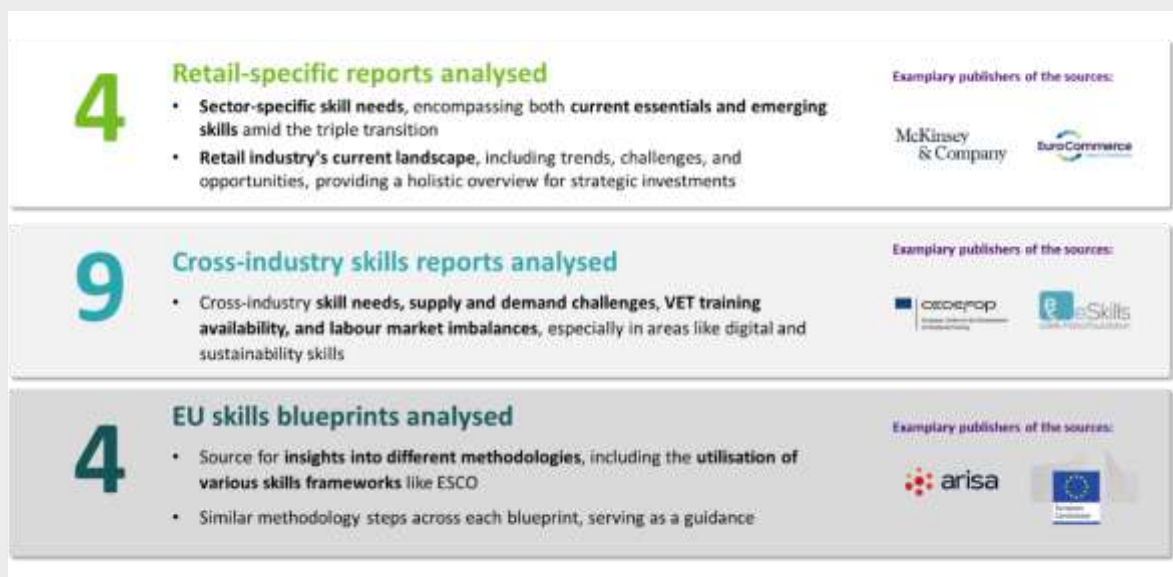 4
Retail-specific reports analysed
• Sector-specific skill needs, encompassing both current essentials and emerging
skills amid the triple transition
• Retail industry's current landscape, including trends, challenges, and
opportunities, providing a holistic overview for strategic investments
Examplary publishers of the sources:
McKinsey
& Company
EuroCommerce
9
Cross-industry skills reports analysed
• Cross-industry skill needs, supply and demand challenges, VET training
availability, and labour market imbalances, especially in areas like digital and
sustainability skills
Examplary publishers of the sources:
CEDEFOP
eSkills
4
EU skills blueprints analysed
• Source for insights into different methodologies, including the utilisation of
various skills frameworks like ESCO
• Similar methodology steps across each blueprint, serving as a guidance
Examplary publishers of the sources:
arisa
European
Commission